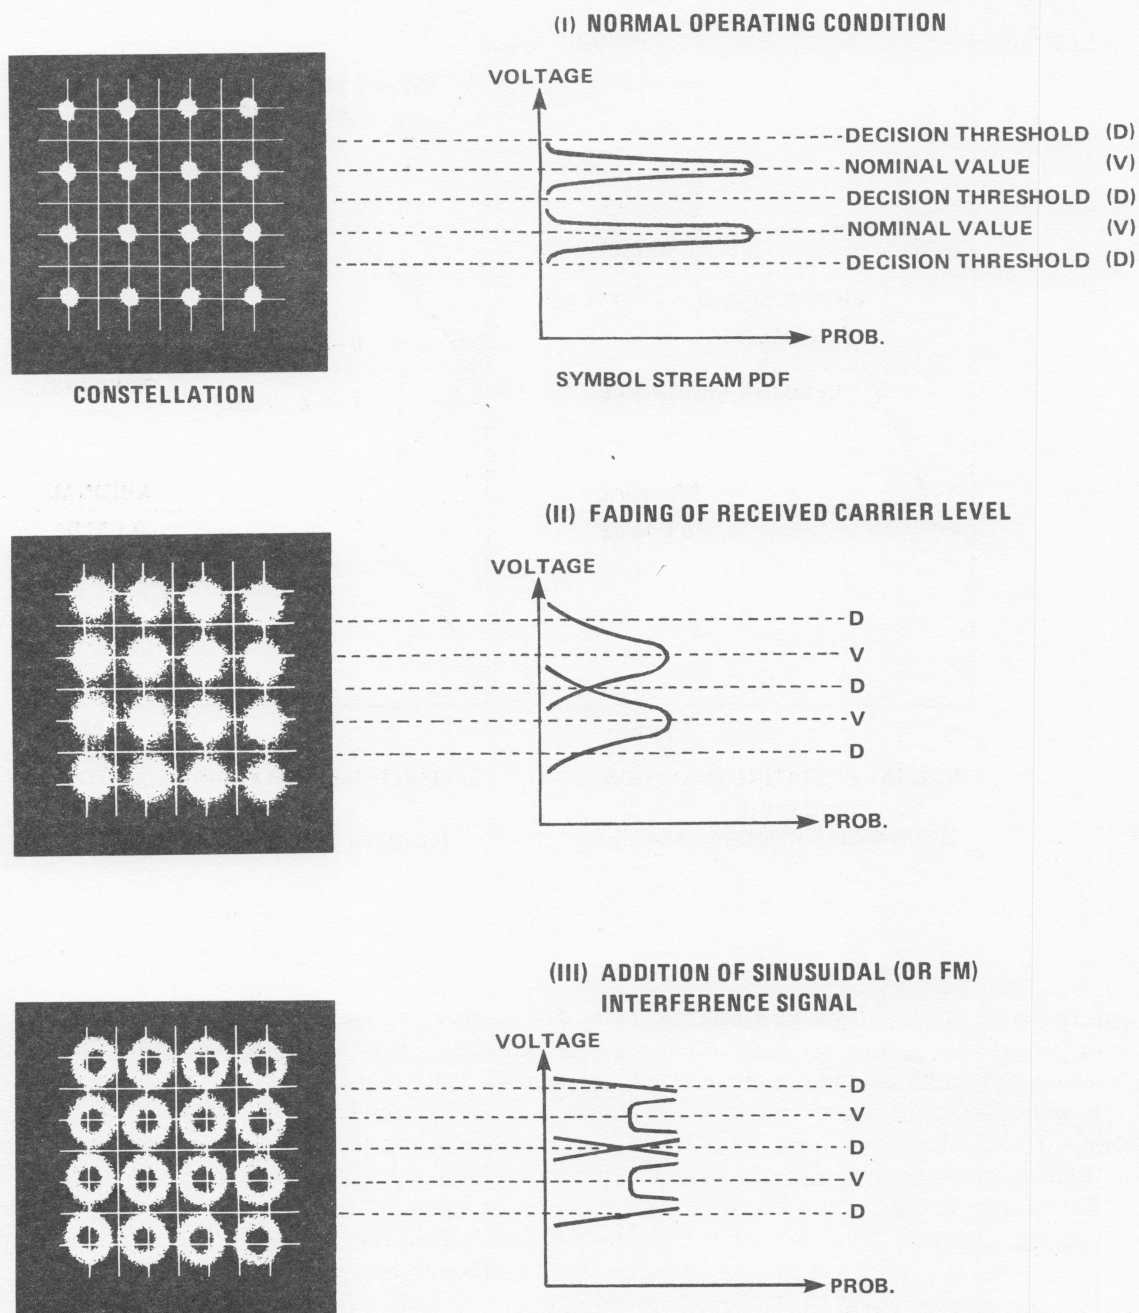 (I) NORMAL OPERATING CONDITION
VOLTAGE
DECISION THRESHOLD (D)
NOMINAL VALUE (V)
DECISION THRESHOLD (D)
NOMINAL VALUE (V)
DECISION THRESHOLD (D)
PROB.
SYMBOL STREAM PDF
CONSTELLATION
(II) FADING OF RECEIVED CARRIER LEVEL
VOLTAGE
D
V
D
V
D
PROB.
(III) ADDITION OF SINUSUIDAL (OR FM)
INTERFERENCE SIGNAL
VOLTAGE
D
V
D
V
D
PROB.